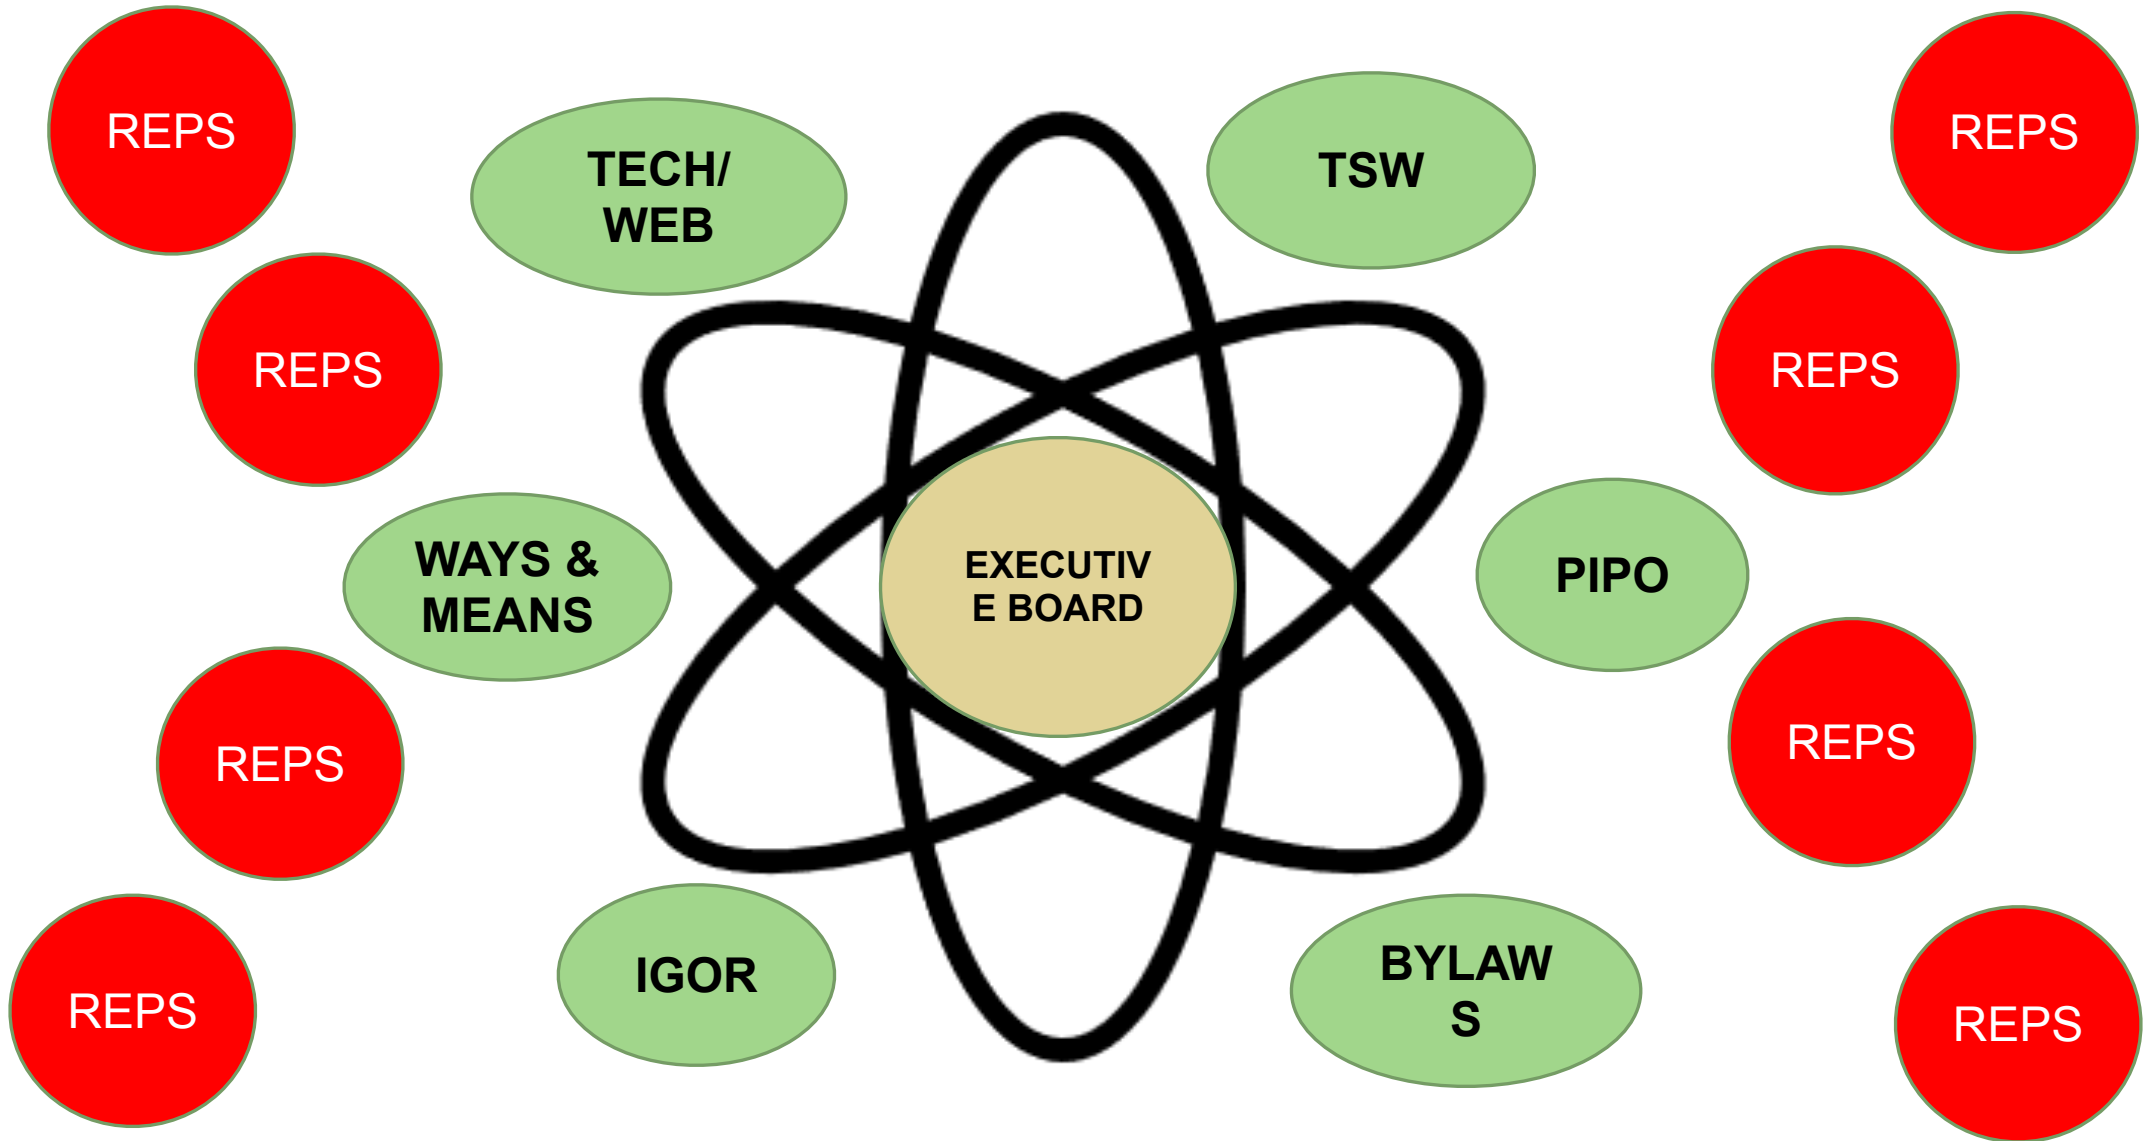 REPS
REPS
TECH/
WEB
TSW
REPS
REPS
WAYS &
MEANS
EXECUTIV
E BOARD
PIPO
REPS
REPS
IGOR
BYLAW
S
REPS
REPS